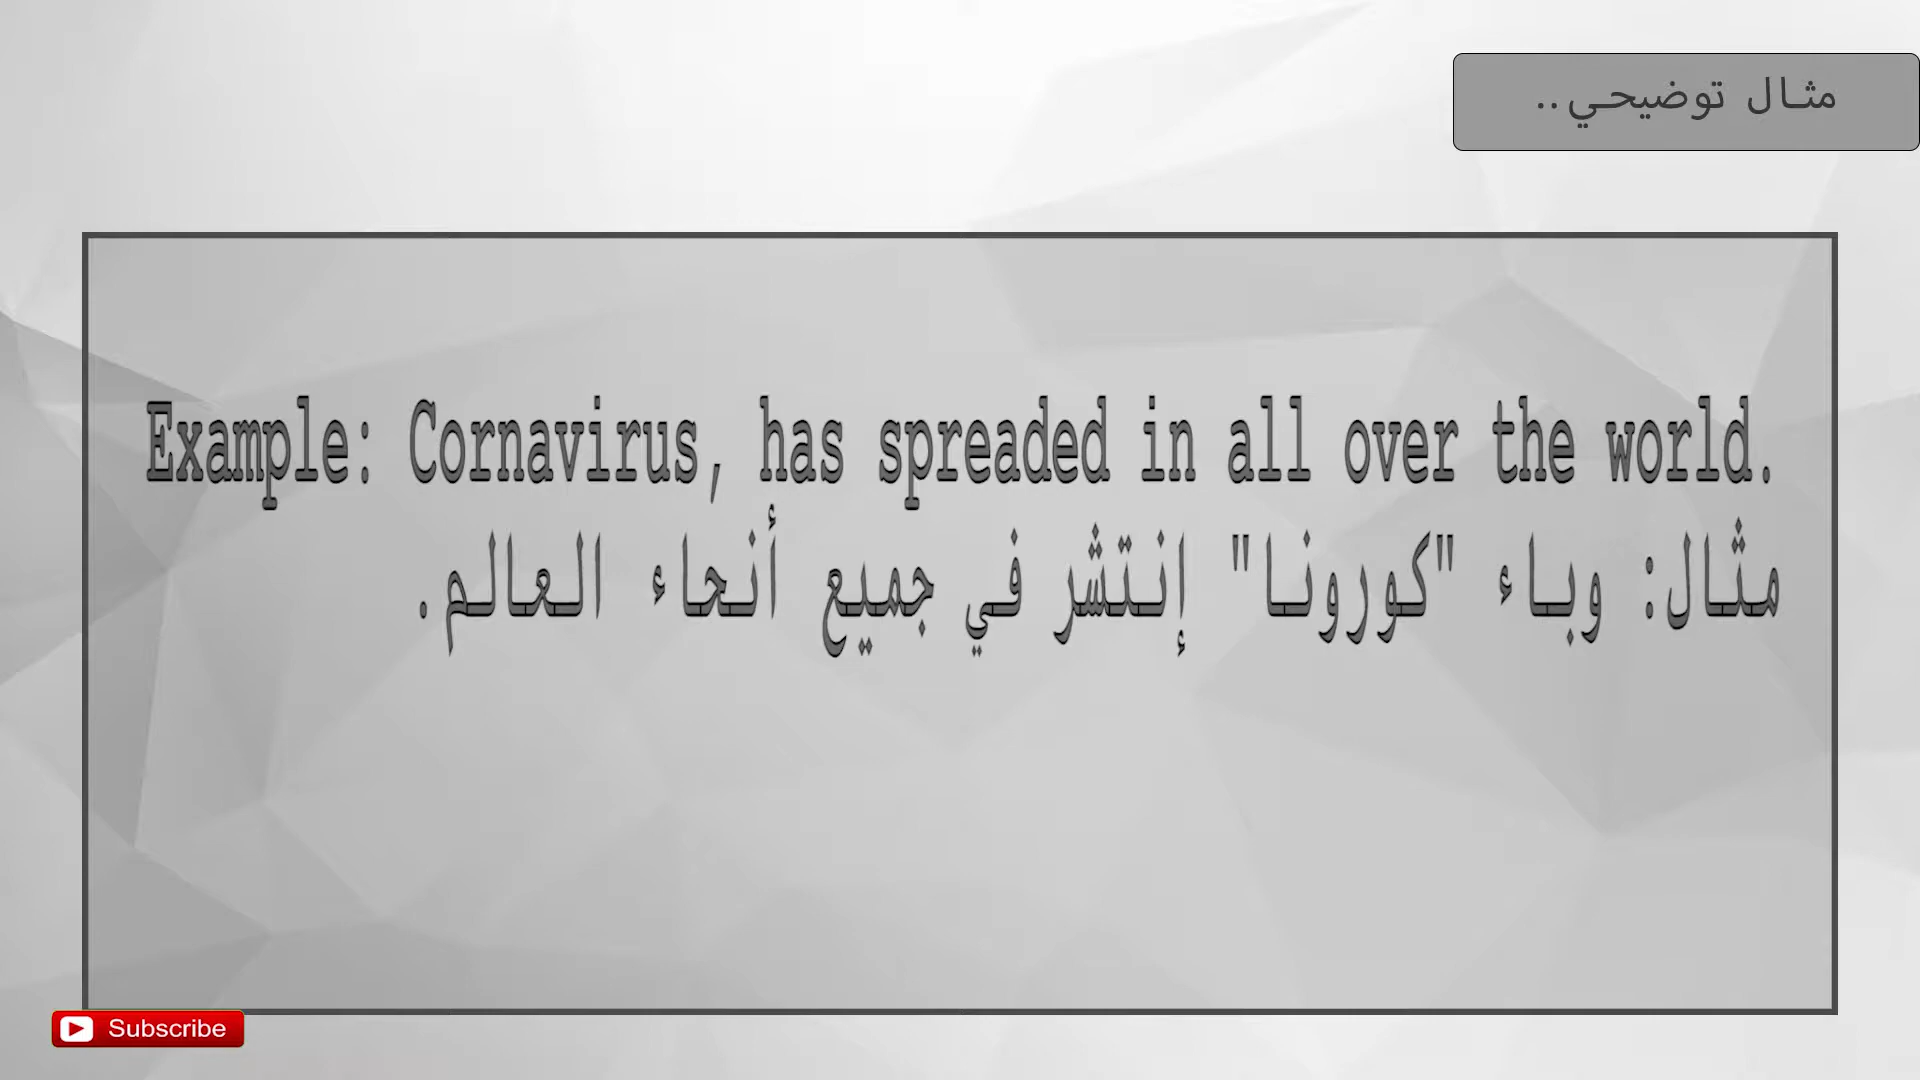 مثال توضيحي..
Example: Cornavirus, has spreaded in all over the world.
مثال: وباء "كورونا" إنتشر في جميع أنحاء العالم.
Subscribe